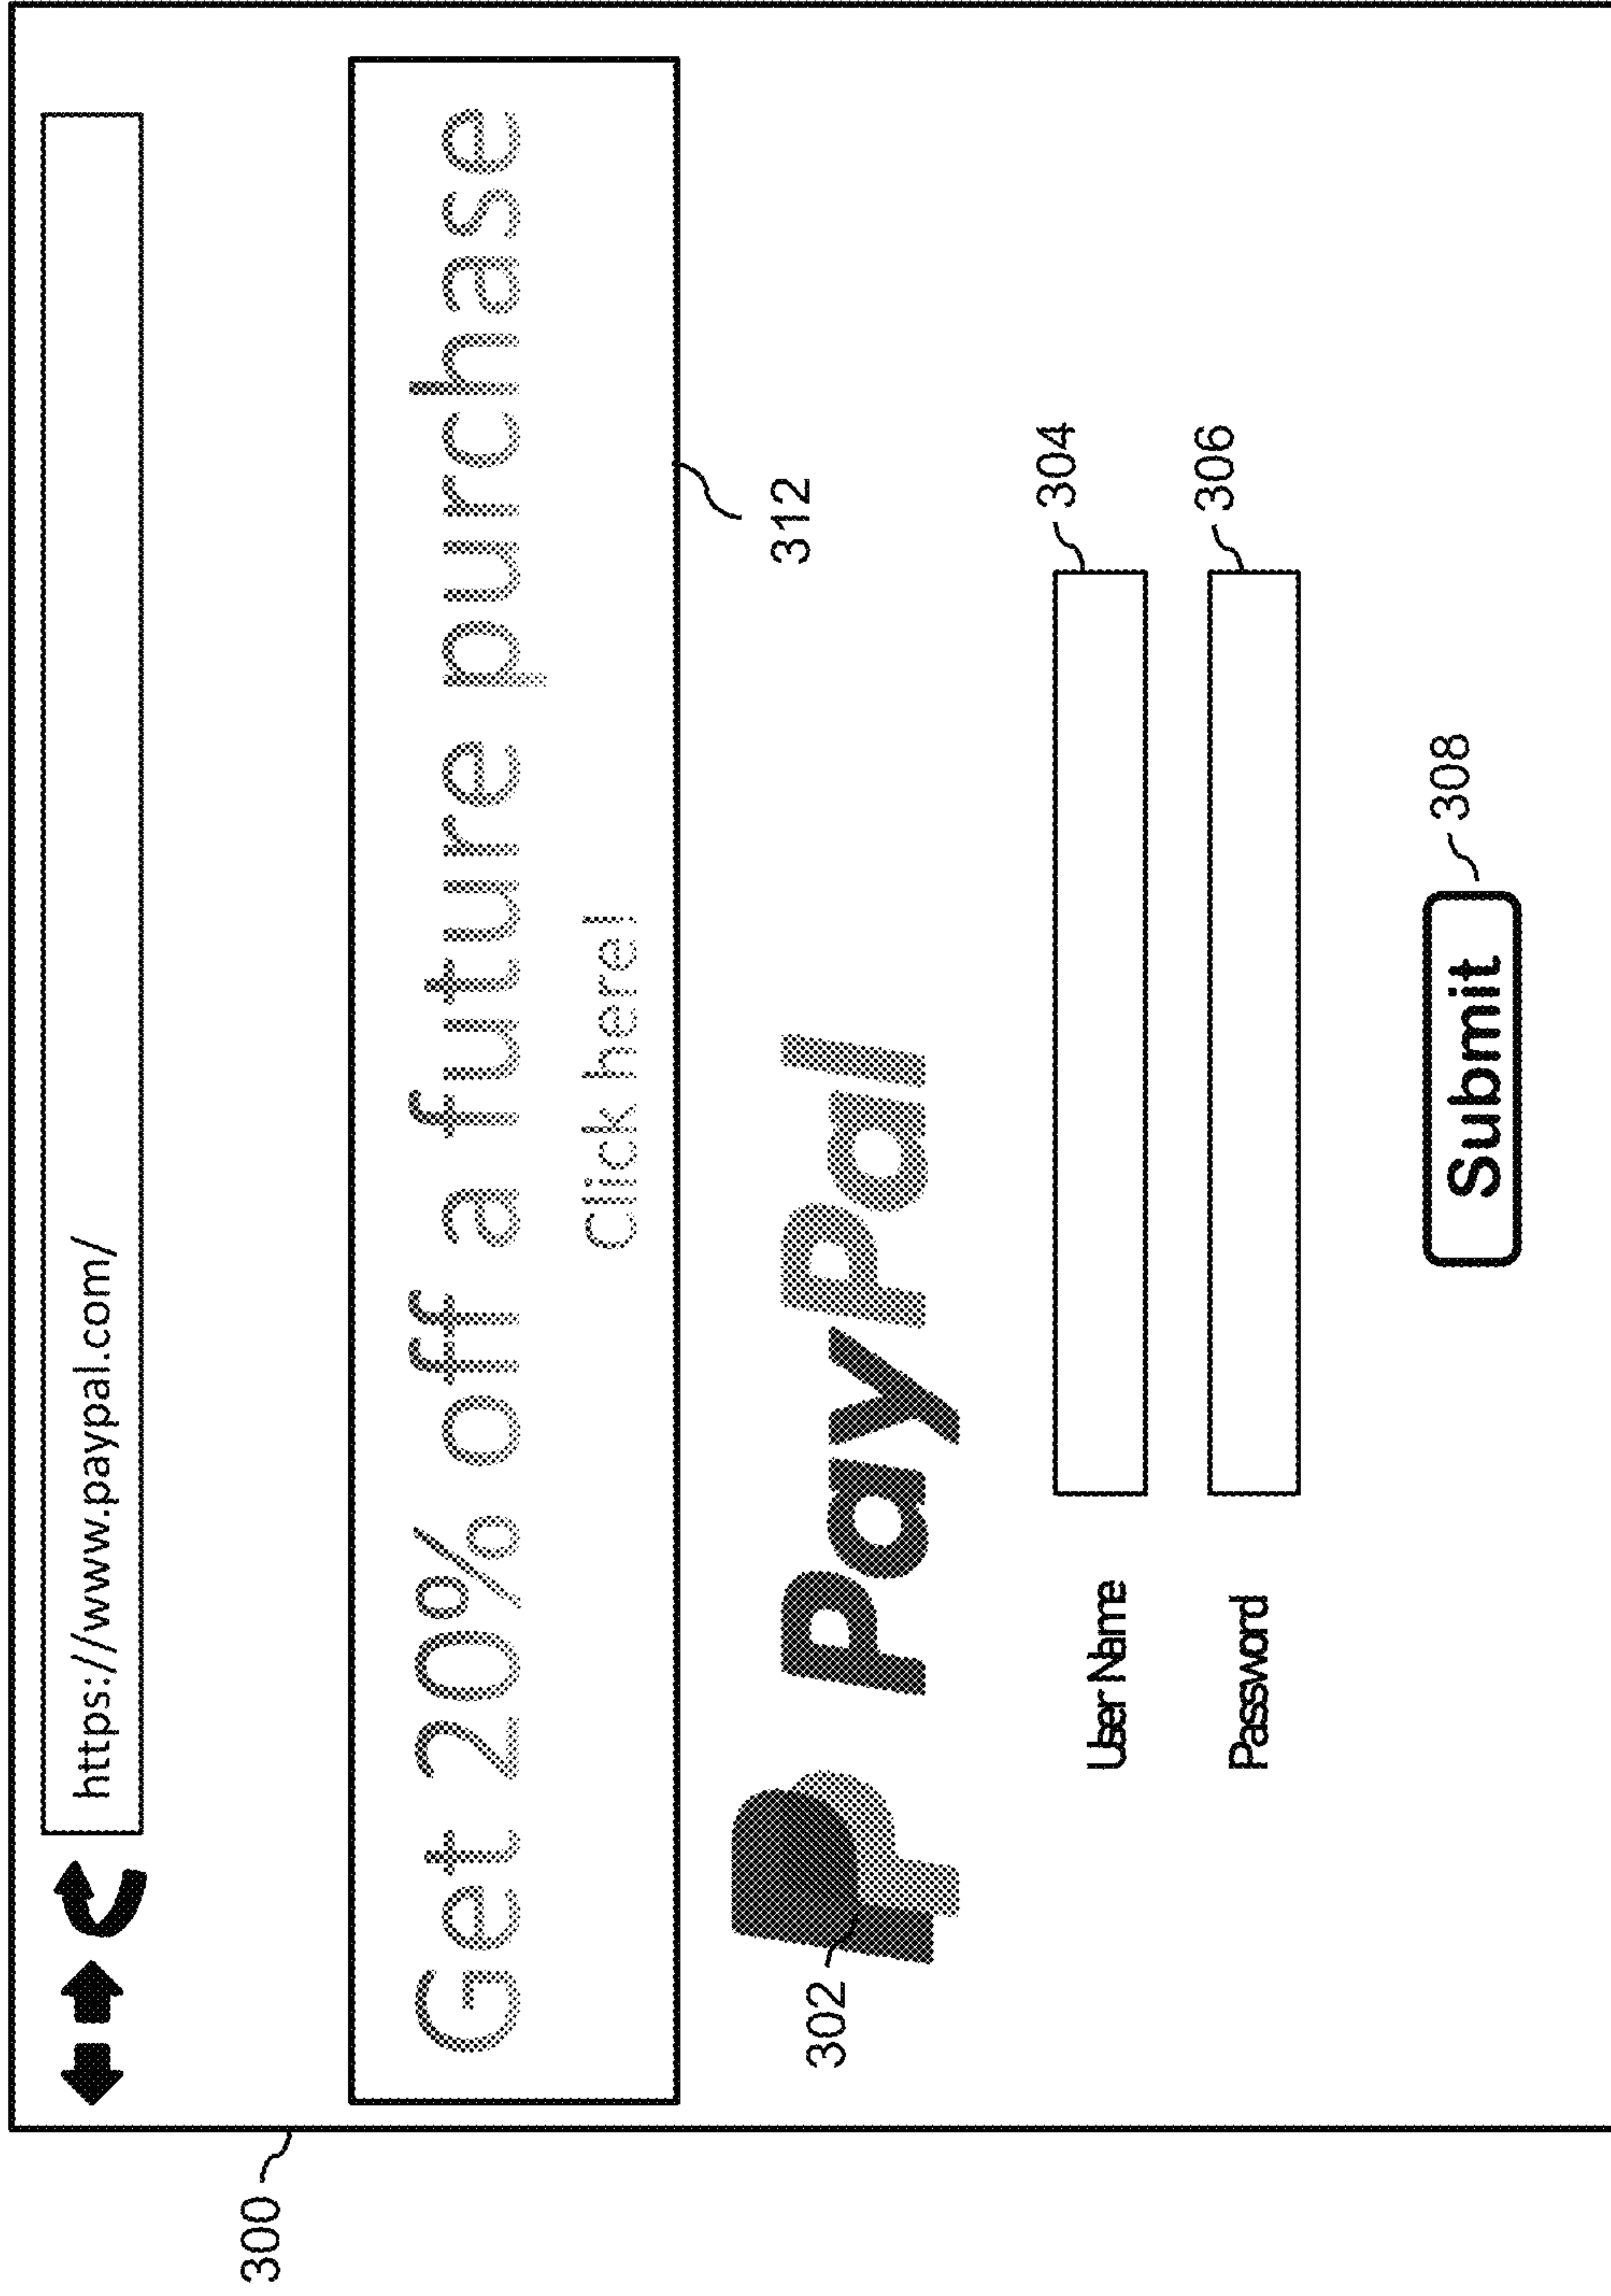 300
https://www.paypal.com/
Get 20% off a future purchase
Click here!
312
302
PayPal
User Name
304
Password
306
Submit
308